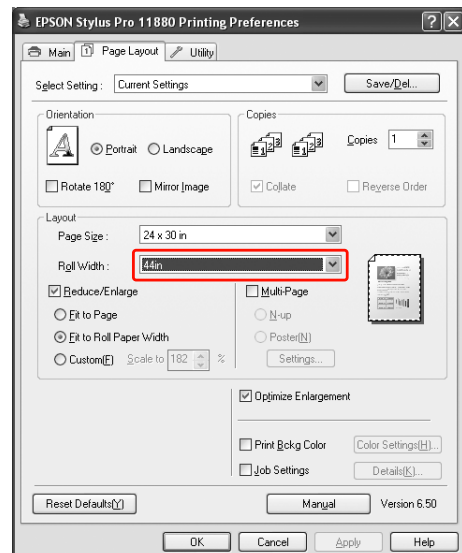 EPSON Stylus Pro 11880 Printing Preferences
Main Page Layout Utility
Select Setting : Current Settings Save/Del...
Orientation Copies
Portrait Landscape Copies 1
Rotate 180° Mirror Image Collate Reverse Order
Layout
Page Size : 24 x 30 in
Roll Width : 44in
Reduce/Enlarge Multi-Page
Fit to Page N-up
Fit to Roll Paper Width Poster(N)
Custom(F) Scale to 182 % Settings...
Optimize Enlargement
Print Bckg Color Color Settings(H)...
Job Settings Details(K)...
Reset Defaults(Y) Manual Version 6.50
OK Cancel Apply Help